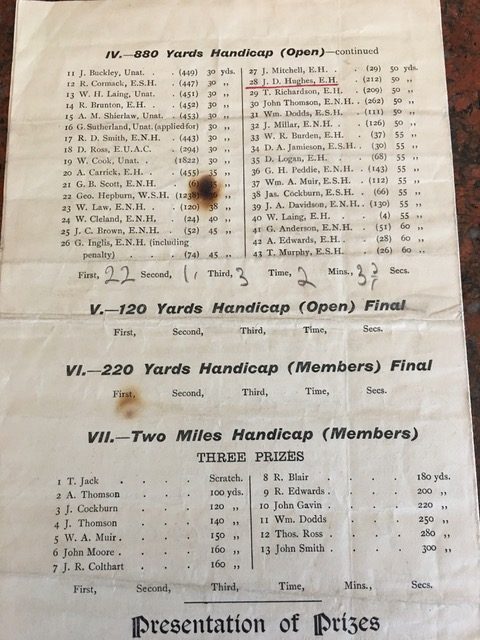 IV.—880 Yards Handicap (Open)—continued
11 J. Buckley, Unat. . . (449) 30 yds.
12 R. Cormack, E.S.H. . (447) 30 ,,
13 W. H. Laing, Unat. . (451) 30 ,,
14 R. Brunton, E.H. . . (452) 30 ,,
15 A. M. Shierlaw, Unat. . (453) 30 ,,
16 G. Sutherland, Unat. (applied for) 30 ,,
17 R. D. Smith, E.N.H. . (443) 30 ,,
18 D. Ross, E.U.A.C. . (294) 30 ,,
19 W. Cook, Unat. . (1822) 30 ,,
20 A. Carrick, E.H. . (455) 35 ,,
21 G. B. Scott, E.N.H. . (6 ,,
22 Geo. Hepburn, W.S.H. ,,
23 W. Law, E.N.H. . (120) 38 ,,
24 W. Cleland, E.N.H. . (24) 40 ,,
25 J. C. Brown, E.N.H. . (52) 45 ,,
26 G. Inglis, E.N.H. (including
penalty) . . . (74) 45 ,,
27 J. Mitchell, E.H. . . (29) 50 yds.
28 J. D. Hughes, E.H. . (212) 50 ,,
29 T. Richardson, E.H. . (209) 50 ,,
30 John Thomson, E.N.H. . (262) 50 ,,
31 Wm. Dodds, E.S.H. . (111) 50 ,,
32 J. Millar, E.N.H. . (126) 50 ,,
33 W. R. Burden, E.H. . (37) 55 ,,
34 D. A. Jamieson, E.S.H. . (30) 55 ,,
35 D. Logan, E.H. . . (68) 55 ,,
36 G. H. Peddie, E.N.H. . (143) 55 ,,
37 Wm. A. Muir, E.S.H. . (112) 55 ,,
38 Jas. Cockburn, E.S.H. . (66) 55 ,,
39 J. A. Davidson, E.N.H. . (130) 55 ,,
40 W. Laing, E.H. . . (4) 55 ,,
41 G. Anderson, E.N.H. . (51) 60 ,,
42 A. Edwards, E.H. . (28) 60 ,,
43 T. Murphy, E.S.H. . (26) 60 ,,
First, 22 Second, 1, Third, 3 Time, 2 Mins., Secs.
V.—120 Yards Handicap (Open) Final
First, Second, Third, Time, Secs.
VI.—220 Yards Handicap (Members) Final
First, Second, Third, Time, Secs.
VII.—Two Miles Handicap (Members)
THREE PRIZES
1 T. Jack . . . . Scratch.
2 A. Thomson . . . 100 yds.
3 J. Cockburn . . . 120 ,,
4 J. Thomson . . . 140 ,,
5 W. A. Muir . . . . 150 ,,
6 John Moore . . . . 160 ,,
7 J. R. Colthart . . . 160 ,,
8 R. Blair . . . . 180 yds.
9 R. Edwards . . . . 200 ,,
10 John Gavin . . . . 220 ,,
11 Wm. Dodds . . . 250 ,,
12 Thos. Ross . . . . 280 ,,
13 John Smith . . . . 300 ,,
First, Second, Third, Time, Mins., Secs.
Presentation of Prizes